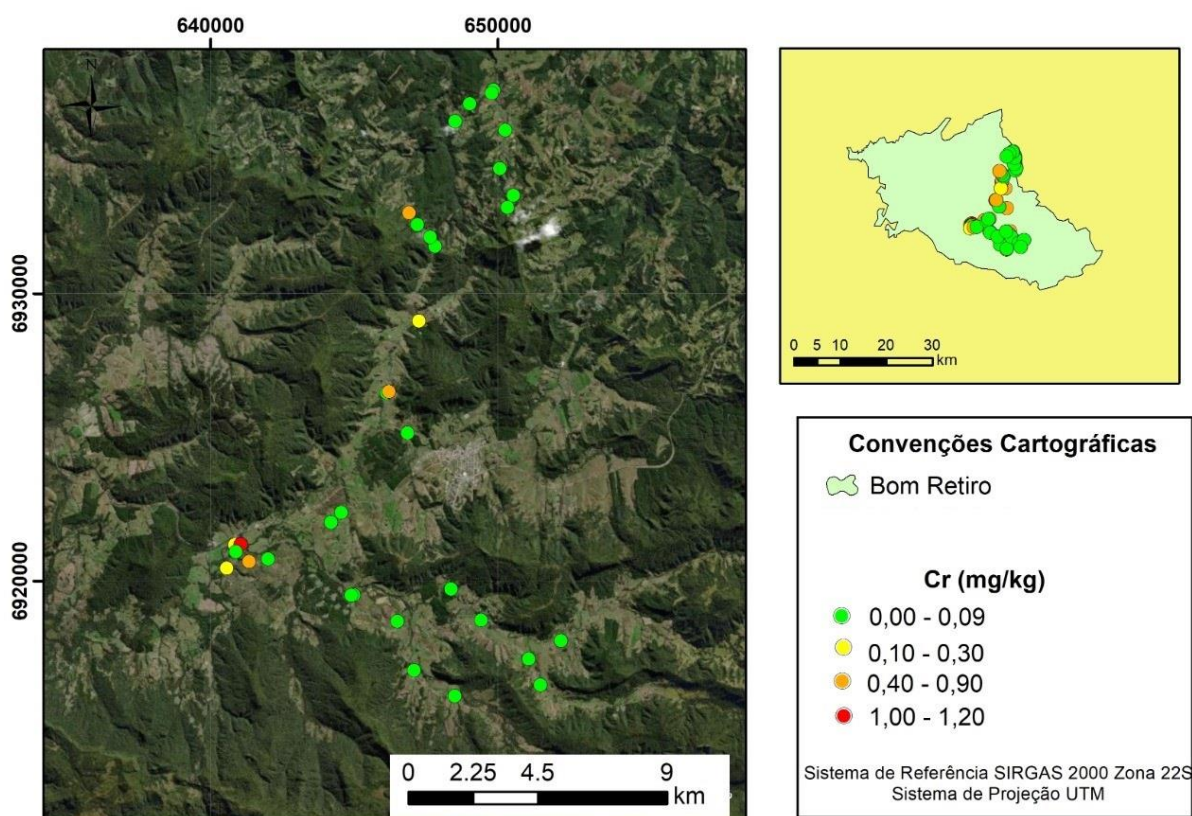 640000
650000
N
6930000
6920000
0 2.25 4.5 9
km
0 5 10 20 30
km
Convenções Cartográficas
Bom Retiro
Cr (mg/kg)
0,00 - 0,09
0,10 - 0,30
0,40 - 0,90
1,00 - 1,20
Sistema de Referência SIRGAS 2000 Zona 22S
Sistema de Projeção UTM